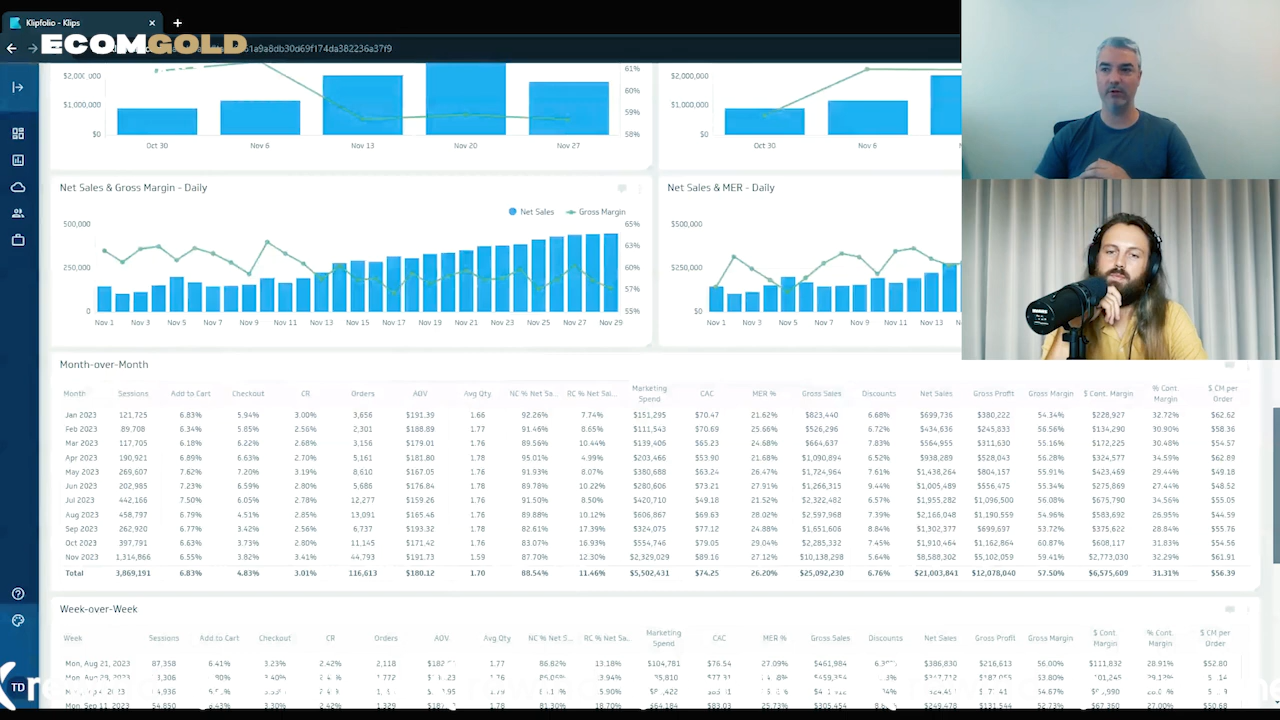 Klipfolio - Klips
ECOMGOLD
61a9a8db30d69f174da382236a37f9
$1,000,000
$0
Oct 30 Nov 6 Nov 13 Nov 20 Nov 27
61%
60%
59%
58%
$2,000,000
$1,000,000
$0
Oct 30 Nov 6
Net Sales & Gross Margin - Daily
Net Sales Gross Margin
500,000
250,000
0
65%
63%
60%
57%
55%
Nov 1 Nov 3 Nov 5 Nov 7 Nov 9 Nov 11 Nov 13 Nov 15 Nov 17 Nov 19 Nov 21 Nov 23 Nov 25 Nov 27 Nov 29
Net Sales & MER - Daily
$500,000
$250,000
$0
Nov 1 Nov 3 Nov 5 Nov 7 Nov 9 Nov 11 Nov 13
Month-over-Month
Month Sessions Add to Cart Checkout CR Orders AOV Avg Qty NC % Net Sa... RC % Net Sal... Marketing Spend CAC MER % Gross Sales Discounts Net Sales Gross Profit Gross Margin $ Cont. Margin % Cont. Margin $ CM per Order
Jan 2023 121,725 6.83% 5.94% 3.00% 3,656 $191.39 1.66 92.26% 7.74% $151,295 $70.47 21.62% $823,440 6.68% $699,736 $380,222 54.34% $228,927 32.72% $62.62
Feb 2023 89,708 6.34% 5.85% 2.56% 2,301 $188.89 1.77 91.46% 8.65% $111,543 $70.69 25.66% $526,296 6.72% $434,636 $245,833 56.56% $134,290 30.90% $58.36
Mar 2023 117,705 6.18% 6.22% 2.68% 3,156 $179.01 1.78 89.56% 10.44% $139,406 $65.23 24.68% $664,637 7.83% $564,955 $311,630 55.16% $172,225 30.48% $54.57
Apr 2023 190,921 6.89% 6.63% 2.70% 5,161 $181.80 1.78 95.01% 4.99% $203,466 $53.90 21.68% $1,090,894 6.52% $938,289 $528,043 56.28% $324,577 34.59% $62.89
May 2023 269,607 7.62% 7.20% 3.19% 8,610 $167.05 1.76 91.93% 8.07% $380,688 $63.24 26.47% $1,724,964 7.61% $1,438,264 $804,157 55.91% $423,469 29.44% $49.18
Jun 2023 202,985 7.23% 6.59% 2.80% 5,686 $176.84 1.76 89.78% 10.22% $280,606 $73.21 27.91% $1,266,315 9.44% $1,005,489 $556,475 55.34% $275,869 27.44% $48.52
Jul 2023 442,166 7.50% 6.05% 2.78% 12,277 $159.26 1.76 91.50% 8.50% $420,710 $49.18 21.52% $2,322,482 6.57% $1,955,282 $1,096,500 56.08% $675,790 34.56% $55.05
Aug 2023 458,797 6.79% 4.51% 2.85% 13,091 $165.46 1.76 89.88% 10.12% $606,867 $69.63 28.02% $2,597,968 7.29% $2,166,048 $1,190,559 54.96% $583,692 26.95% $44.59
Sep 2023 262,920 6.77% 3.42% 2.56% 6,737 $193.32 1.78 82.61% 17.39% $324,075 $77.12 24.88% $1,651,606 8.84% $1,302,377 $699,697 53.72% $375,622 28.84% $55.76
Oct 2023 397,291 6.63% 3.73% 2.80% 11,145 $171.42 1.76 83.07% 16.93% $554,746 $79.05 29.04% $2,285,332 7.45% $1,910,464 $1,162,864 60.87% $608,117 31.83% $54.56
Nov 2023 1,314,866 6.55% 3.82% 3.41% 44,793 $191.73 1.59 87.70% 12.30% $2,329,029 $89.16 27.12% $10,138,298 5.64% $8,588,302 $5,102,059 59.41% $2,773,030 32.29% $61.91
Total 3,869,191 6.83% 4.83% 3.01% 116,613 $180.12 1.70 88.54% 11.46% $5,502,431 $74.25 26.20% $25,092,230 6.76% $21,003,841 $12,078,040 57.50% $6,575,609 31.31% $56.39
Week-over-Week
Week Sessions Add to Cart Checkout CR Orders AOV Avg Qty NC % Net S... RC % Net Sa... Marketing Spend CAC MER % Gross Sales Discounts Net Sales Gross Profit Gross Margin $ Cont. Margin % Cont. Margin $ CM per Order
Mon, Aug 21, 2023 87,358 6.41% 3.23% 2.42% 2,118 1.77 86.82% 13.18% $104,781 $76.54 27.09% $461,984 $386,830 $216,613 56.00% $111,832 28.91% $52.80
TD